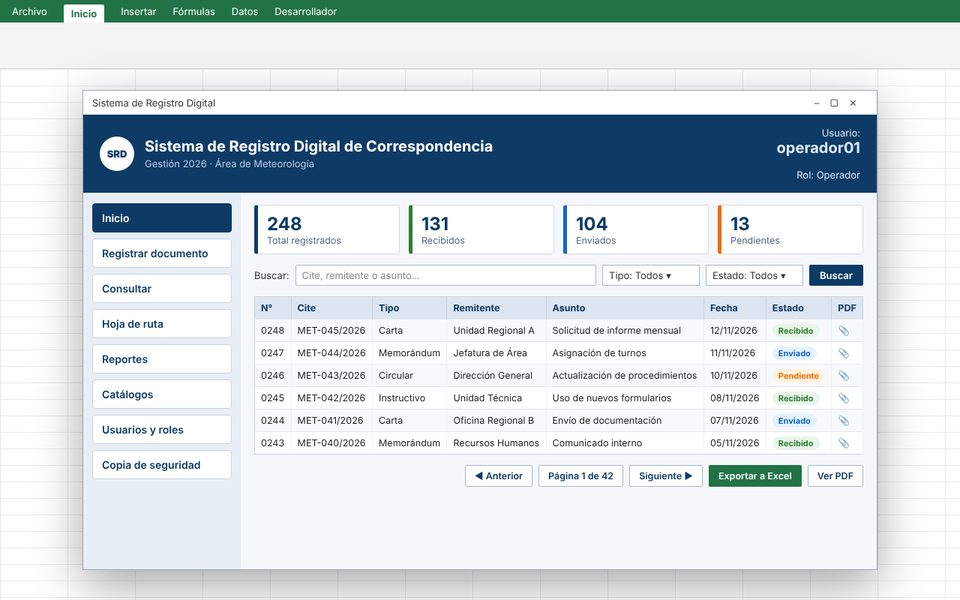 Archivo Inicio Insertar Fórmulas Datos Desarrollador
Sistema de Registro Digital
SRD
Sistema de Registro Digital de Correspondencia
Gestión 2026 · Área de Meteorología
Usuario:
operador01
Rol: Operador
Inicio
Registrar documento
Consultar
Hoja de ruta
Reportes
Catálogos
Usuarios y roles
Copia de seguridad
248
Total registrados
131
Recibidos
104
Enviados
13
Pendientes
Buscar: Cite, remitente o asunto... Tipo: Todos ▾ Estado: Todos ▾ Buscar
N° Cite Tipo Remitente Asunto Fecha Estado PDF
0248 MET-045/2026 Carta Unidad Regional A Solicitud de informe mensual 12/11/2026 Recibido
0247 MET-044/2026 Memorándum Jefatura de Área Asignación de turnos 11/11/2026 Enviado
0246 MET-043/2026 Circular Dirección General Actualización de procedimientos 10/11/2026 Pendiente
0245 MET-042/2026 Instructivo Unidad Técnica Uso de nuevos formularios 08/11/2026 Recibido
0244 MET-041/2026 Carta Oficina Regional B Envío de documentación 07/11/2026 Enviado
0243 MET-040/2026 Memorándum Recursos Humanos Comunicado interno 05/11/2026 Recibido
◀ Anterior Página 1 de 42 Siguiente ▶ Exportar a Excel Ver PDF